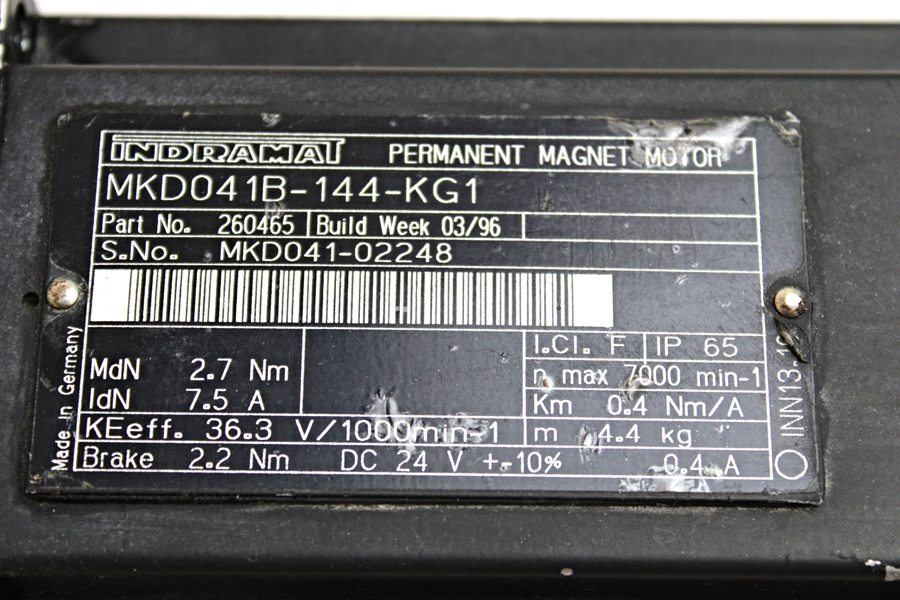 INDRAMAT PERMANENT MAGNET MOTOR
MKD041B-144-KG1
Part No. 260465 Build Week 03/96
S.No. MKD041-02248
I.Cl. F IP 65
MdN 2.7 Nm
n max 7000 min-1
IdN 7.5 A
Km 0.4 Nm/A
KEeff. 36.3 V/1000min-1
m 4.4 kg
Brake 2.2 Nm DC 24 V +-10% 0.4 A
Made in Germany
INN13-